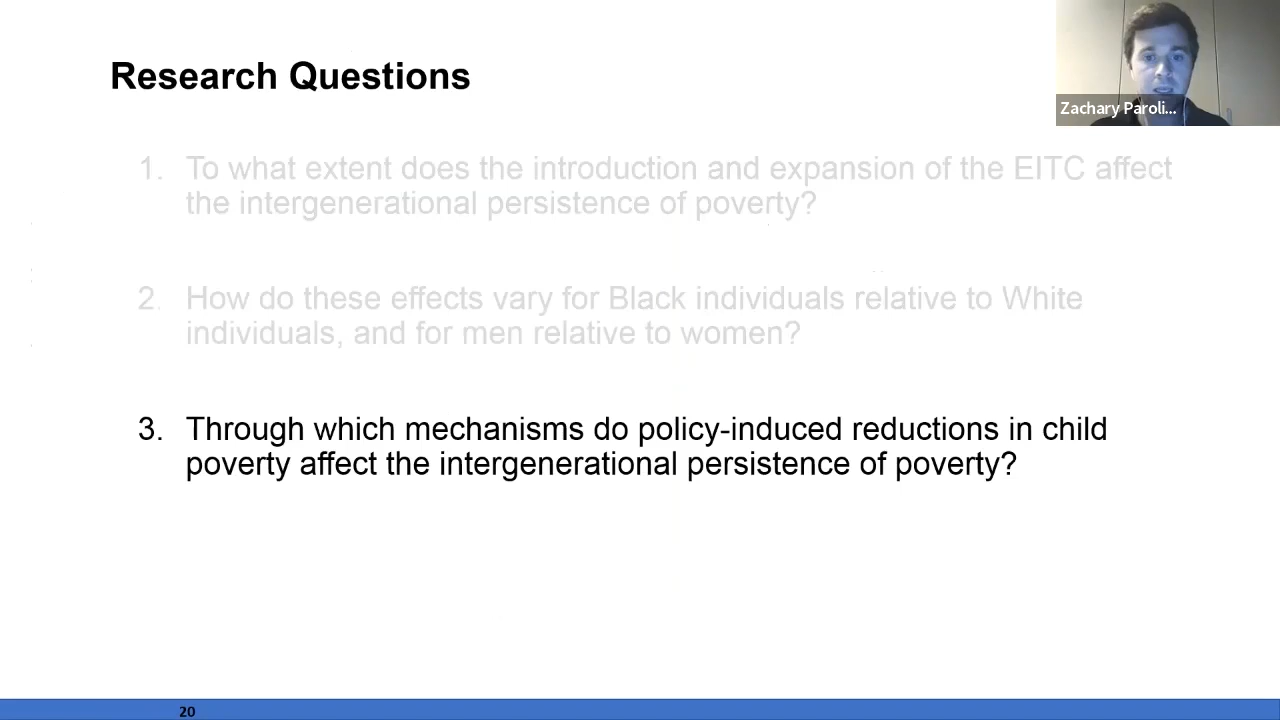 Research Questions
Zachary Paroli...
1. To what extent does the introduction and expansion of the EITC affect
the intergenerational persistence of poverty?
2. How do these effects vary for Black individuals relative to White
individuals, and for men relative to women?
3. Through which mechanisms do policy-induced reductions in child
poverty affect the intergenerational persistence of poverty?
20